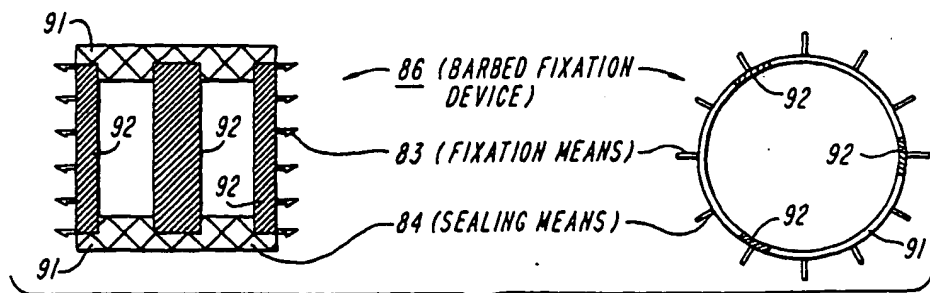 91
86 (BARBED FIXATION
DEVICE)
92
92
92
83 (FIXATION MEANS)
92
92
84 (SEALING MEANS)
92
91
91